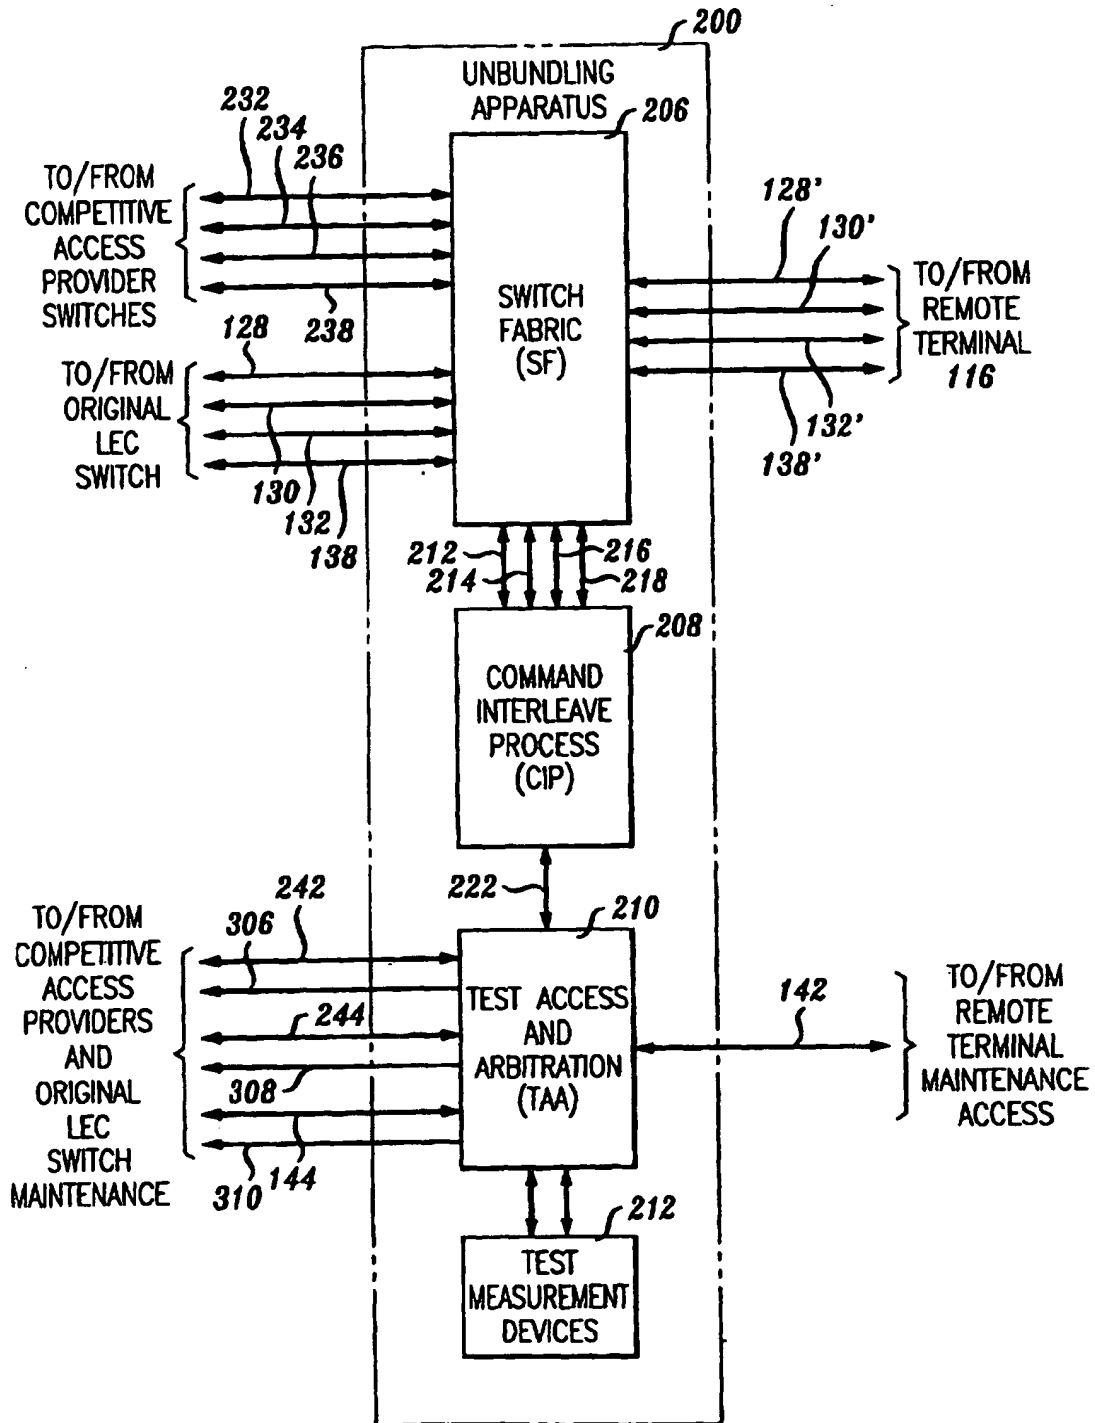 200
UNBUNDLING
APPARATUS
206
232
234
236
TO/FROM
COMPETITIVE
ACCESS
PROVIDER
SWITCHES
238
128
TO/FROM
ORIGINAL
LEC
SWITCH
130
132
138
SWITCH
FABRIC
(SF)
128'
130'
TO/FROM
REMOTE
TERMINAL
116
132'
138'
212
214
216
218
208
COMMAND
INTERLEAVE
PROCESS
(CIP)
222
210
242
306
TO/FROM
COMPETITIVE
ACCESS
PROVIDERS
AND
ORIGINAL
LEC
SWITCH
MAINTENANCE
244
308
310
144
TEST ACCESS
AND
ARBITRATION
(TAA)
142
TO/FROM
REMOTE
TERMINAL
MAINTENANCE
ACCESS
212
TEST
MEASUREMENT
DEVICES